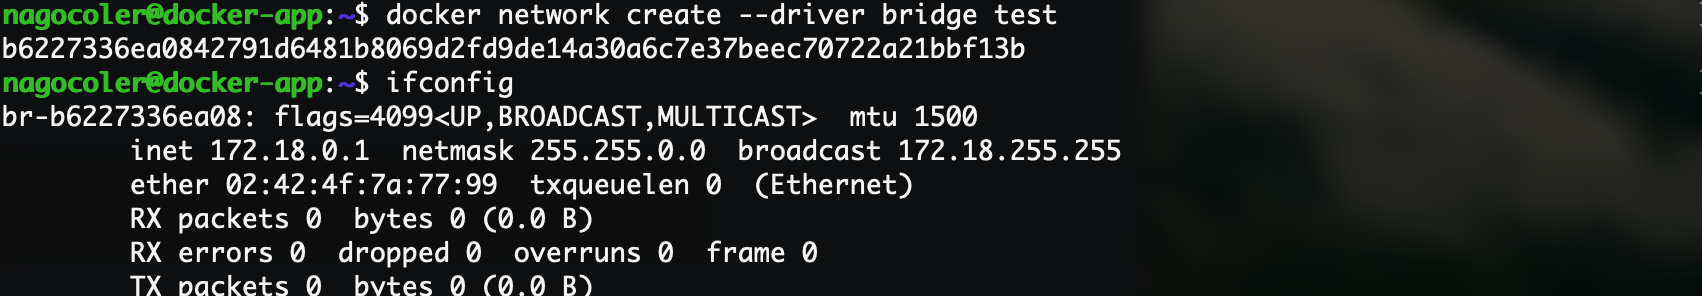 nagocoler@docker-app:~$ docker network create --driver bridge test
b6227336ea0842791d6481b8069d2fd9de14a30a6c7e37beec70722a21bbf13b
nagocoler@docker-app:~$ ifconfig
br-b6227336ea08: flags=4099<UP,BROADCAST,MULTICAST>  mtu 1500
        inet 172.18.0.1  netmask 255.255.0.0  broadcast 172.18.255.255
        ether 02:42:4f:7a:77:99  txqueuelen 0  (Ethernet)
        RX packets 0  bytes 0 (0.0 B)
        RX errors 0  dropped 0  overruns 0  frame 0
        TX packets 0  bytes 0 (0.0 B)